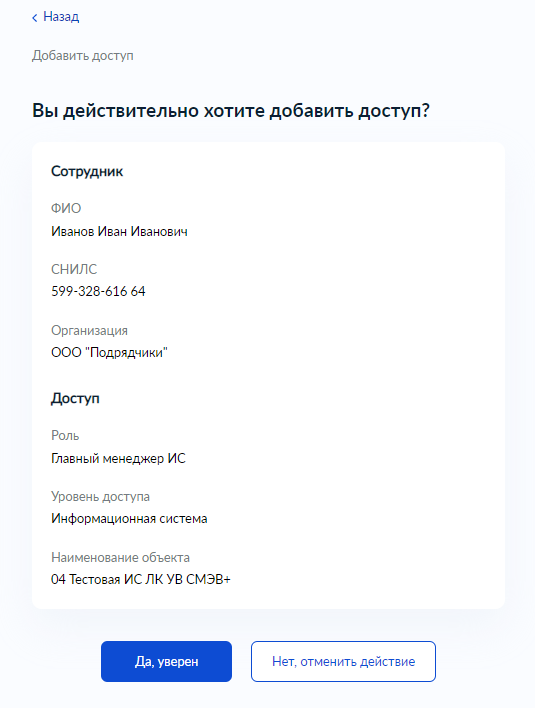 Назад
Добавить доступ
Вы действительно хотите добавить доступ?
Сотрудник
ФИО
Иванов Иван Иванович
СНИЛС
599-328-616 64
Организация
ООО "Подрядчики"
Доступ
Роль
Главный менеджер ИС
Уровень доступа
Информационная система
Наименование объекта
04 Тестовая ИС ЛК УВ СМЭВ+
Да, уверен
Нет, отменить действие